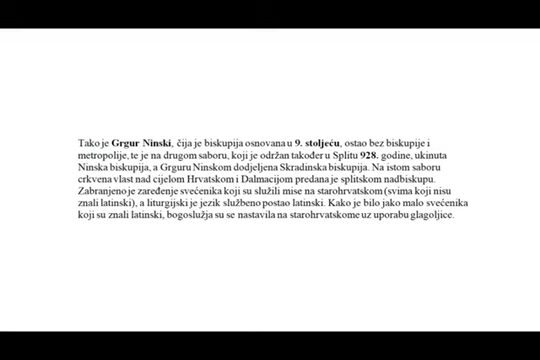 Tako je Grgur Ninski, čija je biskupija osnovana u 9. stoljeću, ostao bez biskupije i
metropolije, te je na drugom saboru, koji je održan također u Splitu 928. godine, ukinuta
Ninska biskupija, a Grguru Ninskom dodjeljena Skradinska biskupija. Na istom saboru
crkvena vlast nad cijelom Hrvatskom i Dalmacijom predana je splitskom nadbiskupu.
Zabranjeno je zaređenje svećenika koji su služili mise na starohrvatskom (svima koji nisu
znali latinski), a liturgijski je jezik službeno postao latinski. Kako je bilo jako malo svećenika
koji su znali latinski, bogoslužja su se nastavila na starohrvatskome uz uporabu glagoljice.